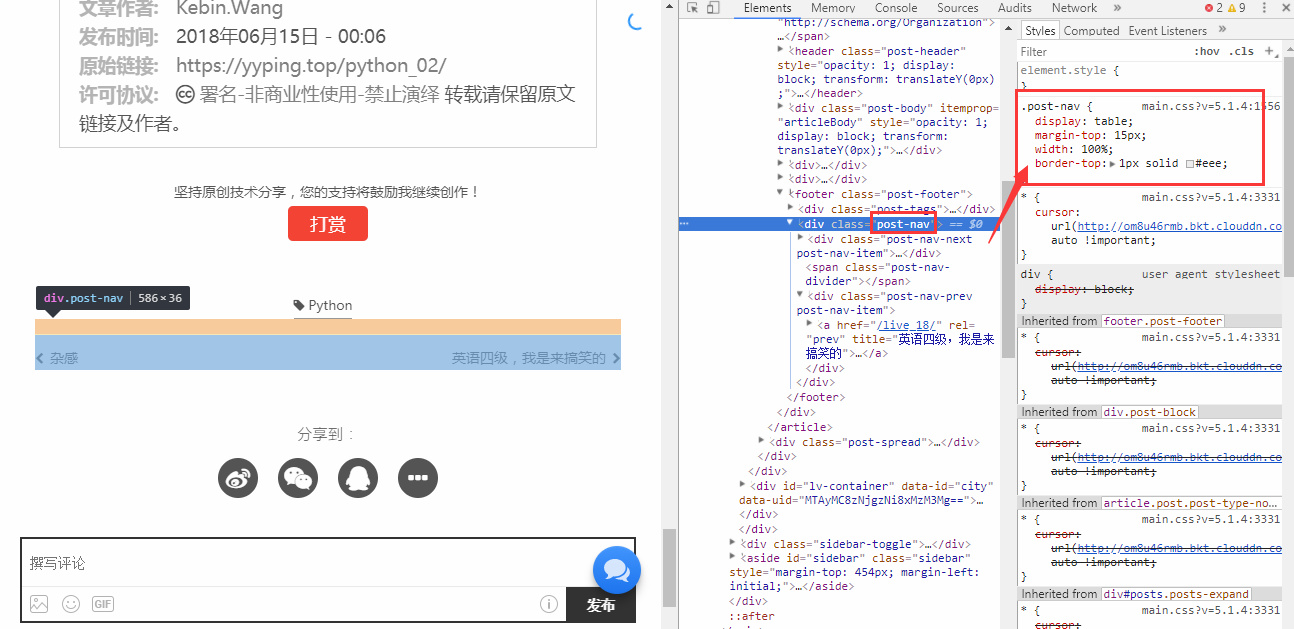 文章作者: Kebin.Wang
发布时间: 2018年06月15日 - 00:06
原始链接: https://yyping.top/python_02/
许可协议: 署名-非商业性使用-禁止演绎 转载请保留原文
链接及作者。
坚持原创技术分享，您的支持将鼓励我继续创作！
打赏
div.post-nav 586×36
Python
杂感 英语四级，我是来搞笑的
分享到：
撰写评论
GIF
发布
Elements Memory Console Sources Audits Network » 2 9
"http://schema.org/Organization">
…</span>
<header class="post-header"
style="opacity: 1; display:
block; transform: translateY(0px)
;">…</header>
<div class="post-body" itemprop=
"articleBody" style="opacity: 1;
display: block; transform:
translateY(0px);">…</div>
<div>…</div>
<div>…</div>
<footer class="post-footer">
<div class="post-tags">…</div>
<div class="post-nav"> == $0
<div class="post-nav-next
post-nav-item">…</div>
<span class="post-nav-
divider"></span>
<div class="post-nav-prev
post-nav-item">
<a href="/live_18/" rel=
"prev" title="英语四级，我是来
搞笑的">…</a>
</div>
</div>
</footer>
</div>
</article>
<div class="post-spread">…</div>
</div>
</div>
<div id="lv-container" data-id="city"
data-uid="MTAyMC8zNjgzNi8xMzM3Mg==">…
</div>
</div>
<div class="sidebar-toggle">…</div>
<aside id="sidebar" class="sidebar"
style="margin-top: 454px; margin-left:
initial;">…</aside>
</div>
::after
Styles Computed Event Listeners »
Filter :hov .cls +
element.style {
}
.post-nav { main.css?v=5.1.4:1556
display: table;
margin-top: 15px;
width: 100%;
border-top: 1px solid #eee;
* { main.css?v=5.1.4:3331
cursor:
url(http://om8u46rmb.bkt.clouddn.co
auto !important;
}
div { user agent stylesheet
display: block;
}
Inherited from footer.post-footer
* { main.css?v=5.1.4:3331
cursor:
url(http://om8u46rmb.bkt.clouddn.co
auto !important;
}
Inherited from div.post-block
* { main.css?v=5.1.4:3331
cursor:
url(http://om8u46rmb.bkt.clouddn.co
auto !important;
}
Inherited from article.post.post-type-no…
* { main.css?v=5.1.4:3331
cursor:
url(http://om8u46rmb.bkt.clouddn.co
auto !important;
}
Inherited from div#posts.posts-expand
* { main.css?v=5.1.4:3331
cursor: